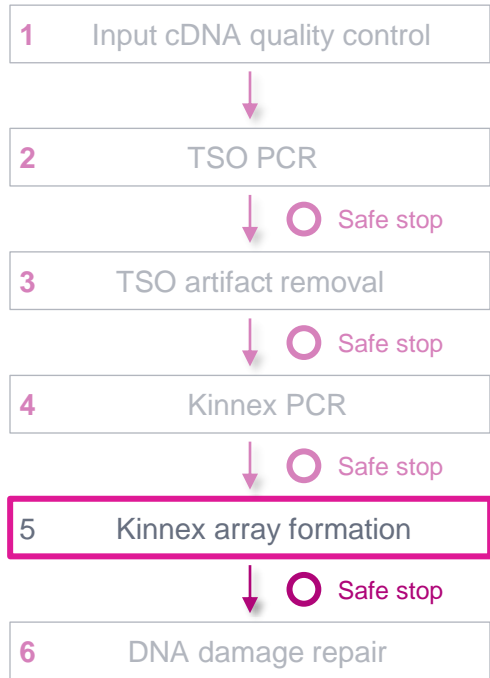 1 Input cDNA quality control
2 TSO PCR
Safe stop
3 TSO artifact removal
Safe stop
4 Kinnex PCR
Safe stop
5 Kinnex array formation
Safe stop
6 DNA damage repair